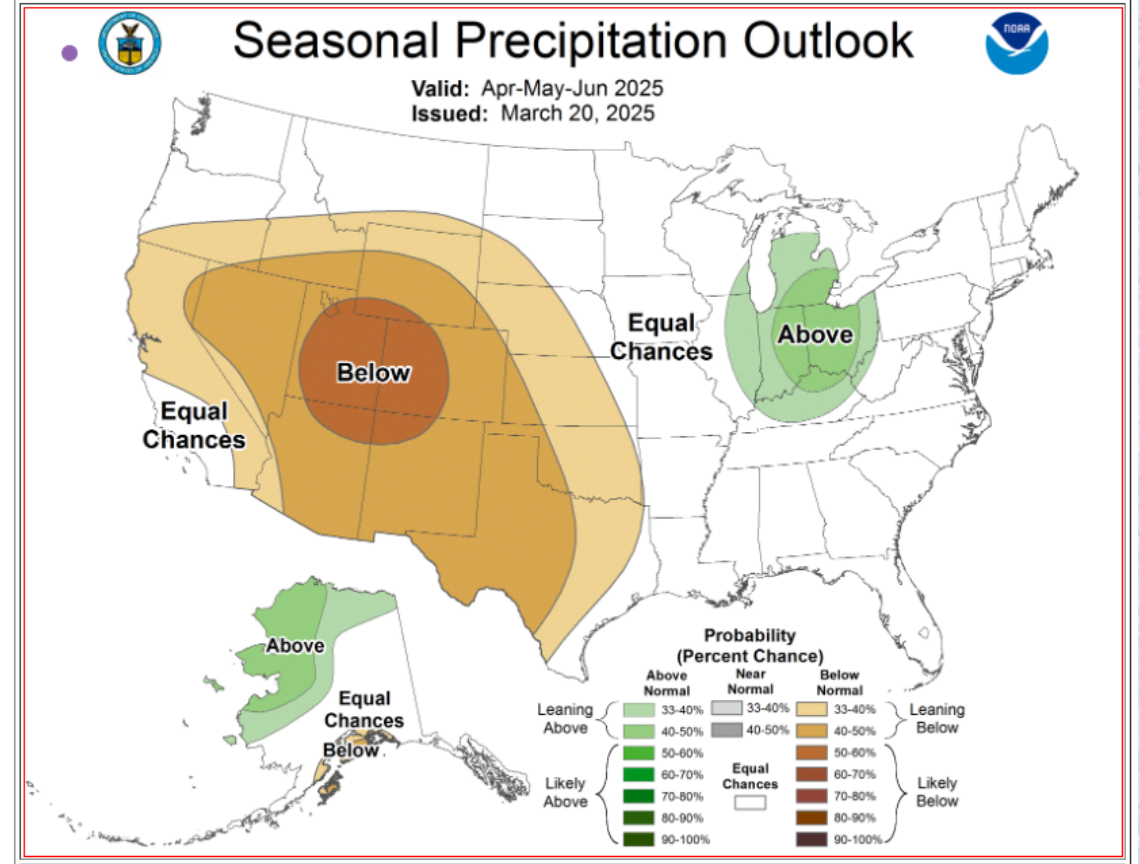 Seasonal Precipitation Outlook
NOAA
Valid: Apr-May-Jun 2025
Issued: March 20, 2025
Equal
Chances
Above
Below
Equal
Chances
Above
Equal
Chances
Below
Probability
(Percent Chance)
Above
Normal
Near
Normal
Below
Normal
Leaning
Above
33-40%
33-40%
33-40%
Leaning
Below
40-50%
40-50%
40-50%
Likely
Above
50-60%
60-70%
70-80%
80-90%
90-100%
Equal
Chances
50-60%
60-70%
70-80%
80-90%
90-100%
Likely
Below